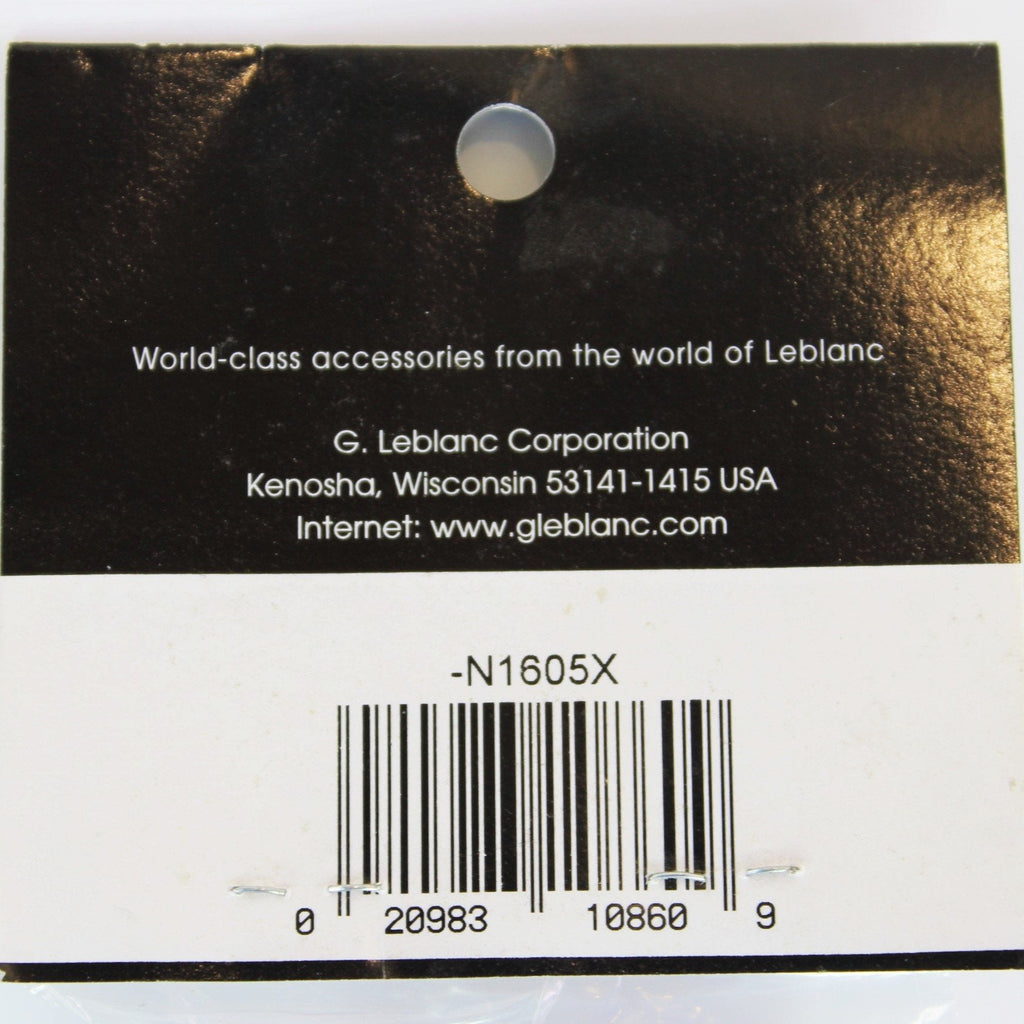 World-class accessories from the world of Leblanc
G. Leblanc Corporation
Kenosha, Wisconsin 53141-1415 USA
Internet: www.gleblanc.com
-N1605X
0 20983 10860 9